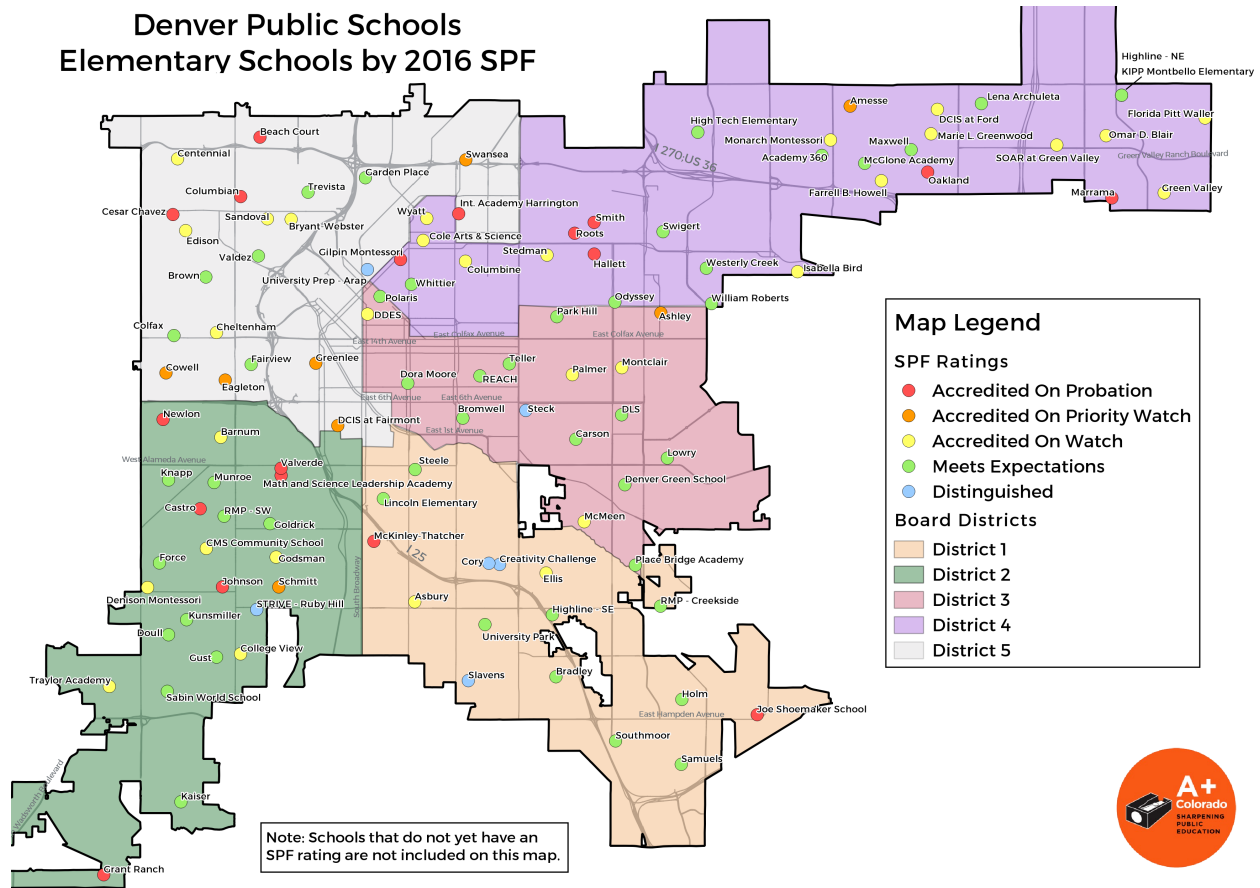 Denver Public Schools
Elementary Schools by 2016 SPF
Highline - NE
KIPP Montbello Elementary
Amesse
Lena Archuleta
Florida Pitt Waller
DCIS at Ford
High Tech Elementary
Beach Court
Monarch Montessori
Marie L. Greenwood
Omar D. Blair
Maxwell
Centennial
Swansea
270;US 36
Academy 360
McGlone Academy
SOAR at Green Valley
Green Valley Ranch Boulevard
Garden Place
Oakland
Trevista
Columbian
Farrell B. Howell
Marrama
Green Valley
Int. Academy Harrington
Cesar Chavez
Sandoval
Bryant-Webster
Wyatt
Smith
Roots
Swigert
Edison
Cole Arts & Science
Valdez
Gilpin Montessori
Stedman
Hallett
Westerly Creek
Isabella Bird
Columbine
Brown
University Prep - Arap
Whittier
Polaris
Odyssey
William Roberts
DDES
Park Hill
Ashley
Colfax
Cheltenham
East Colfax Avenue
East Colfax Avenue
East 14th Avenue
Fairview
Greenlee
Teller
Montclair
Cowell
Dora Moore
REACH
Palmer
Eagleton
East 6th Avenue
East 6th Avenue
Newlon
DCIS at Fairmont
Bromwell
Steck
DLS
Barnum
East 1st Avenue
Carson
West Alameda Avenue
Valverde
Steele
Lowry
Knapp
Munroe
Math and Science Leadership Academy
Denver Green School
Castro
RMP - SW
Lincoln Elementary
Goldrick
McMeen
CMS Community School
McKinley-Thatcher
I 25
Force
Godsman
Cory
Creativity Challenge
Place Bridge Academy
Ellis
Johnson
Schmitt
South Broadway
Denison Montessori
STRIVE - Ruby Hill
Asbury
RMP - Creekside
Kunsmiller
Highline - SE
Doull
University Park
Gust
College View
Traylor Academy
Slavens
Bradley
Sabin World School
Holm
East Hampden Avenue
Joe Shoemaker School
Southmoor
Samuels
Wadsworth Boulevard
Kaiser
Grant Ranch
Map Legend
SPF Ratings
Accredited On Probation
Accredited On Priority Watch
Accredited On Watch
Meets Expectations
Distinguished
Board Districts
District 1
District 2
District 3
District 4
District 5
Note: Schools that do not yet have an
SPF rating are not included on this map.
A+
Colorado
SHARPENING
PUBLIC
EDUCATION